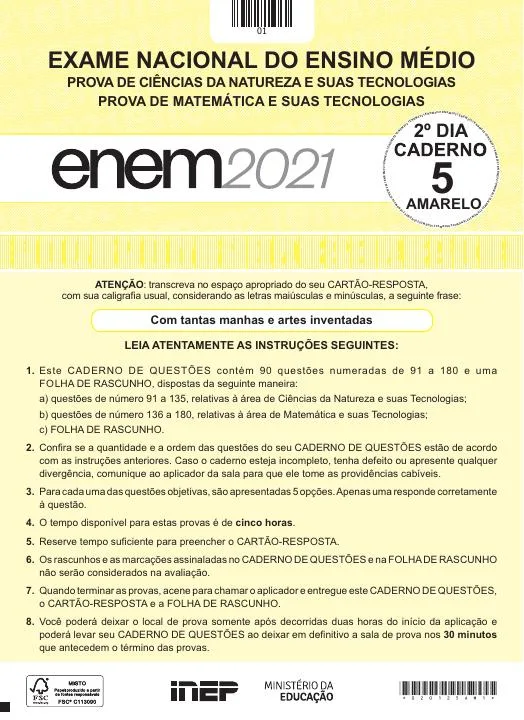 01
EXAME NACIONAL DO ENSINO MÉDIO
PROVA DE CIÊNCIAS DA NATUREZA E SUAS TECNOLOGIAS
PROVA DE MATEMÁTICA E SUAS TECNOLOGIAS
enem2021
2º DIA
CADERNO
5
AMARELO
ATENÇÃO: transcreva no espaço apropriado do seu CARTÃO-RESPOSTA,
com sua caligrafia usual, considerando as letras maiúsculas e minúsculas, a seguinte frase:
Com tantas manhas e artes inventadas
LEIA ATENTAMENTE AS INSTRUÇÕES SEGUINTES:
1. Este CADERNO DE QUESTÕES contém 90 questões numeradas de 91 a 180 e uma
FOLHA DE RASCUNHO, dispostas da seguinte maneira:
a) questões de número 91 a 135, relativas à área de Ciências da Natureza e suas Tecnologias;
b) questões de número 136 a 180, relativas à área de Matemática e suas Tecnologias;
c) FOLHA DE RASCUNHO.
2. Confira se a quantidade e a ordem das questões do seu CADERNO DE QUESTÕES estão de acordo
com as instruções anteriores. Caso o caderno esteja incompleto, tenha defeito ou apresente qualquer
divergência, comunique ao aplicador da sala para que ele tome as providências cabíveis.
3. Para cada uma das questões objetivas, são apresentadas 5 opções. Apenas uma responde corretamente
à questão.
4. O tempo disponível para estas provas é de cinco horas.
5. Reserve tempo suficiente para preencher o CARTÃO-RESPOSTA.
6. Os rascunhos e as marcações assinaladas no CADERNO DE QUESTÕES e na FOLHA DE RASCUNHO
não serão considerados na avaliação.
7. Quando terminar as provas, acene para chamar o aplicador e entregue este CADERNO DE QUESTÕES,
o CARTÃO-RESPOSTA e a FOLHA DE RASCUNHO.
8. Você poderá deixar o local de prova somente após decorridas duas horas do início da aplicação e
poderá levar seu CADERNO DE QUESTÕES ao deixar em definitivo a sala de prova nos 30 minutos
que antecedem o término das provas.
FSC
MISTO
Papel produzido a partir
de fontes responsáveis
FSC® C113096
inep
MINISTÉRIO DA
EDUCAÇÃO